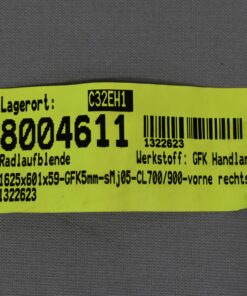 Lagerort: C32EH1
8004611
1322623
Radlaufblende Werkstoff: GFK Handlam
1625x601x59-GFK5mm-sMj05-CL700/900-vorne rechts
1322623